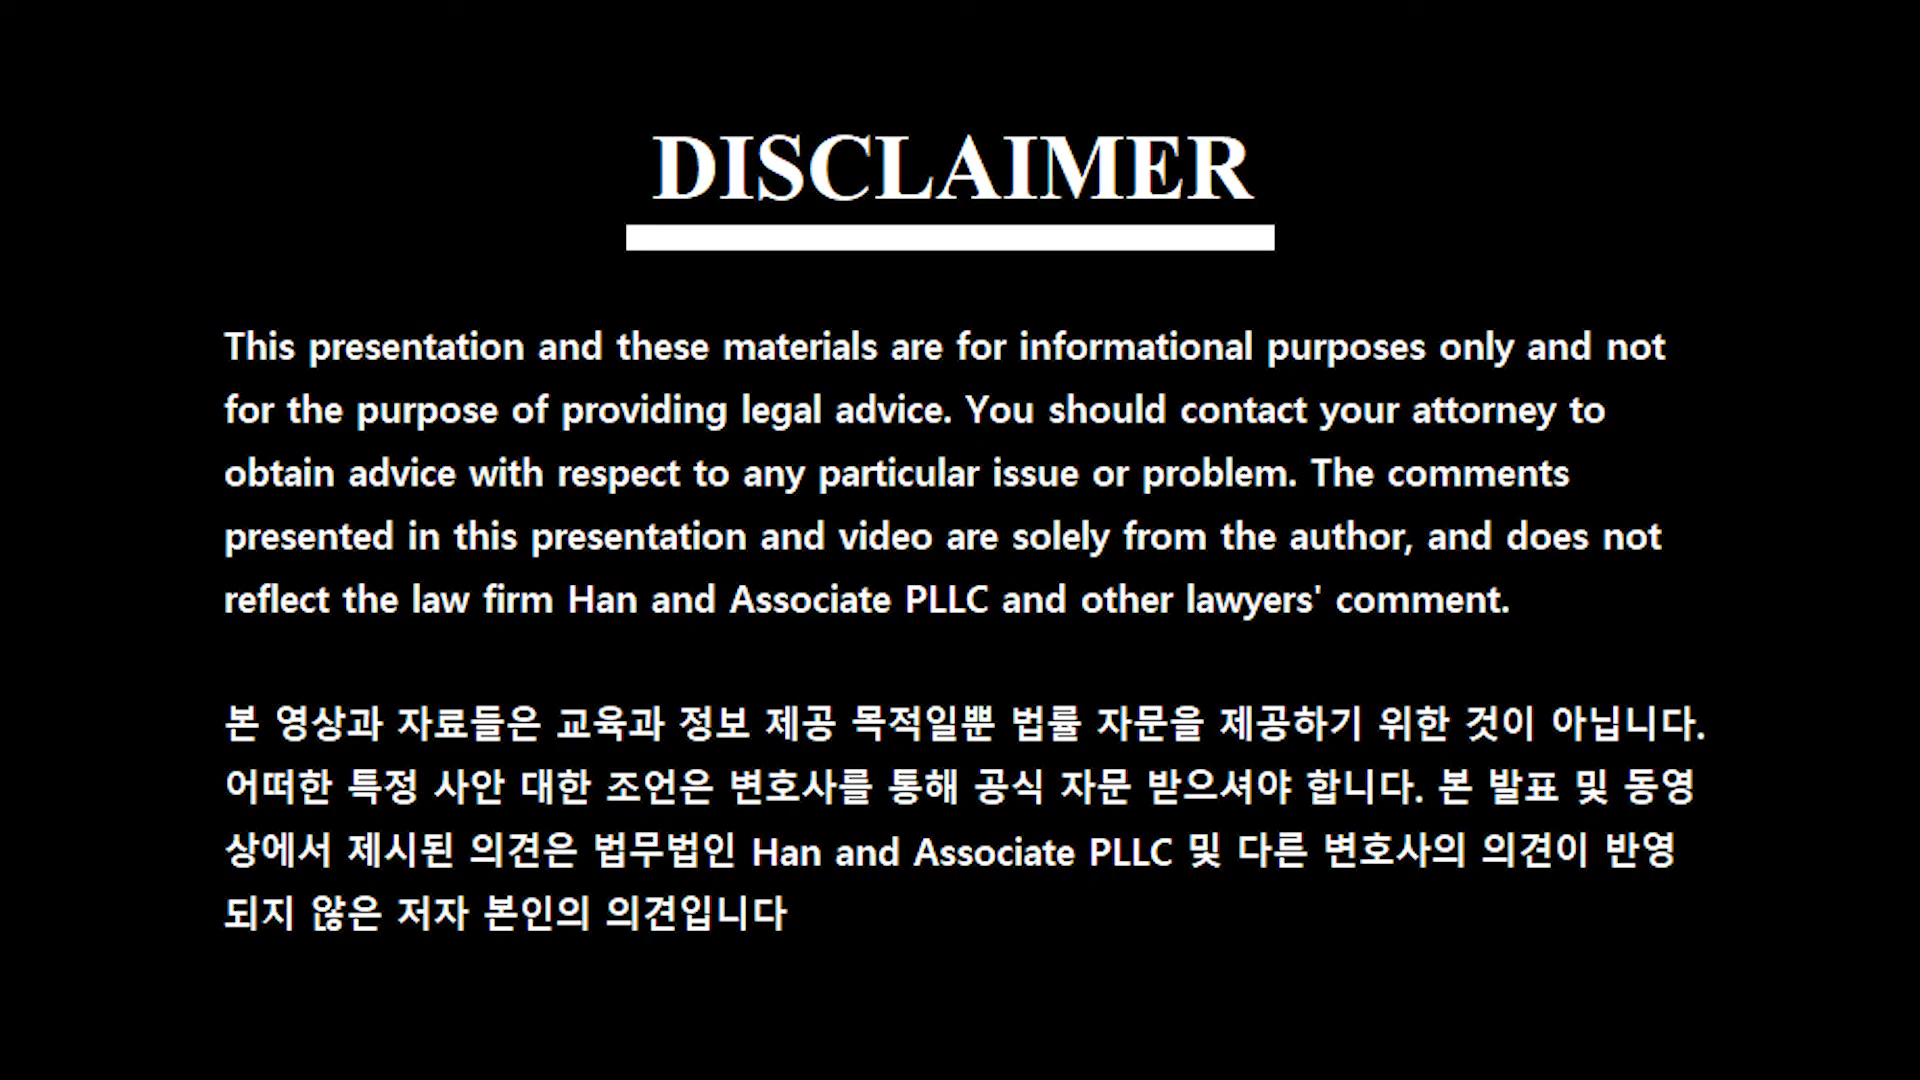 DISCLAIMER
This presentation and these materials are for informational purposes only and not
for the purpose of providing legal advice. You should contact your attorney to
obtain advice with respect to any particular issue or problem. The comments
presented in this presentation and video are solely from the author, and does not
reflect the law firm Han and Associate PLLC and other lawyers' comment.
본 영상과 자료들은 교육과 정보 제공 목적일뿐 법률 자문을 제공하기 위한 것이 아닙니다.
어떠한 특정 사안 대한 조언은 변호사를 통해 공식 자문 받으셔야 합니다. 본 발표 및 동영
상에서 제시된 의견은 법무법인 Han and Associate PLLC 및 다른 변호사의 의견이 반영
되지 않은 저자 본인의 의견입니다